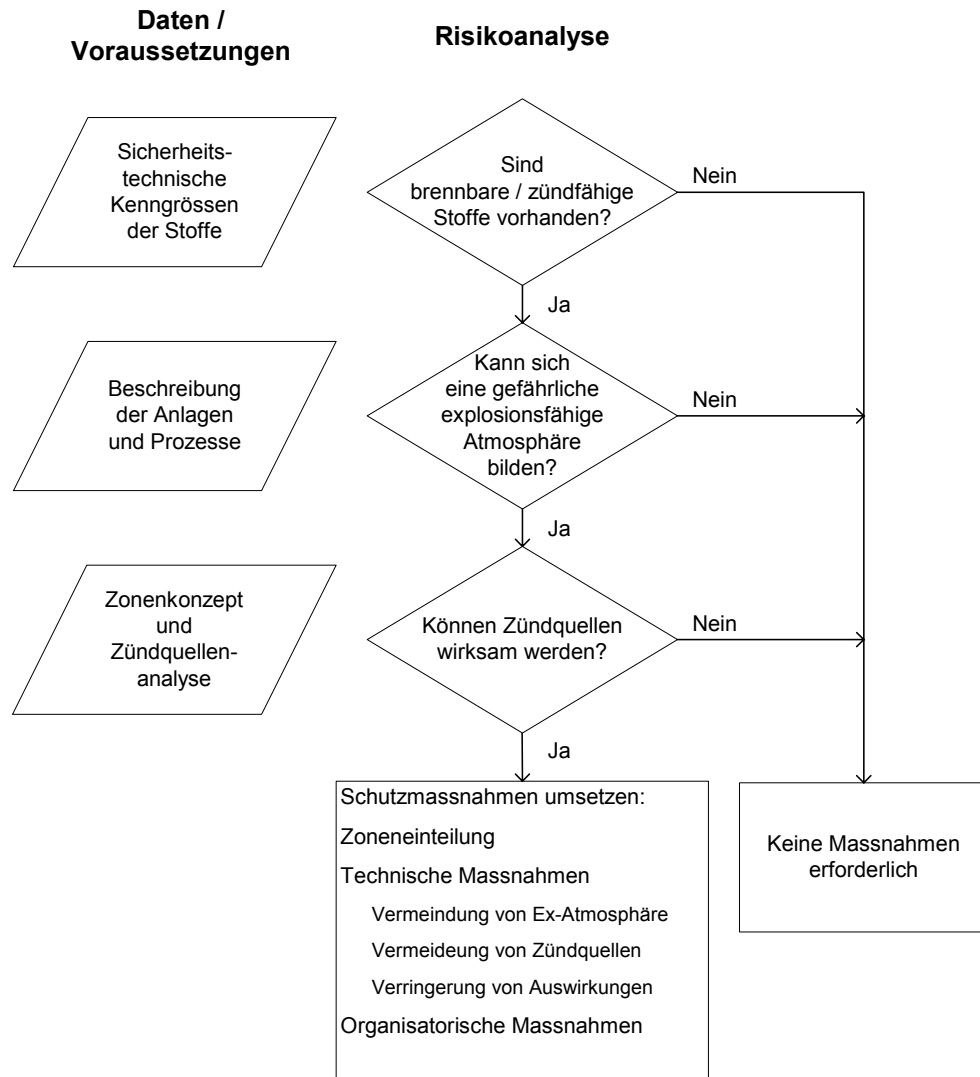 Daten /
Voraussetzungen
Risikoanalyse
Sicherheits-
technische
Kenngrössen
der Stoffe
Sind
brennbare / zündfähige
Stoffe vorhanden?
Nein
Ja
Beschreibung
der Anlagen
und Prozesse
Kann sich
eine gefährliche
explosionsfähige
Atmosphäre
bilden?
Nein
Ja
Zonenkonzept
und
Zündquellen-
analyse
Können Zündquellen
wirksam werden?
Nein
Ja
Schutzmassnahmen umsetzen:
Zoneneinteilung
Technische Massnahmen
Vermeindung von Ex-Atmosphäre
Vermeideung von Zündquellen
Verringerung von Auswirkungen
Organisatorische Massnahmen
Keine Massnahmen
erforderlich